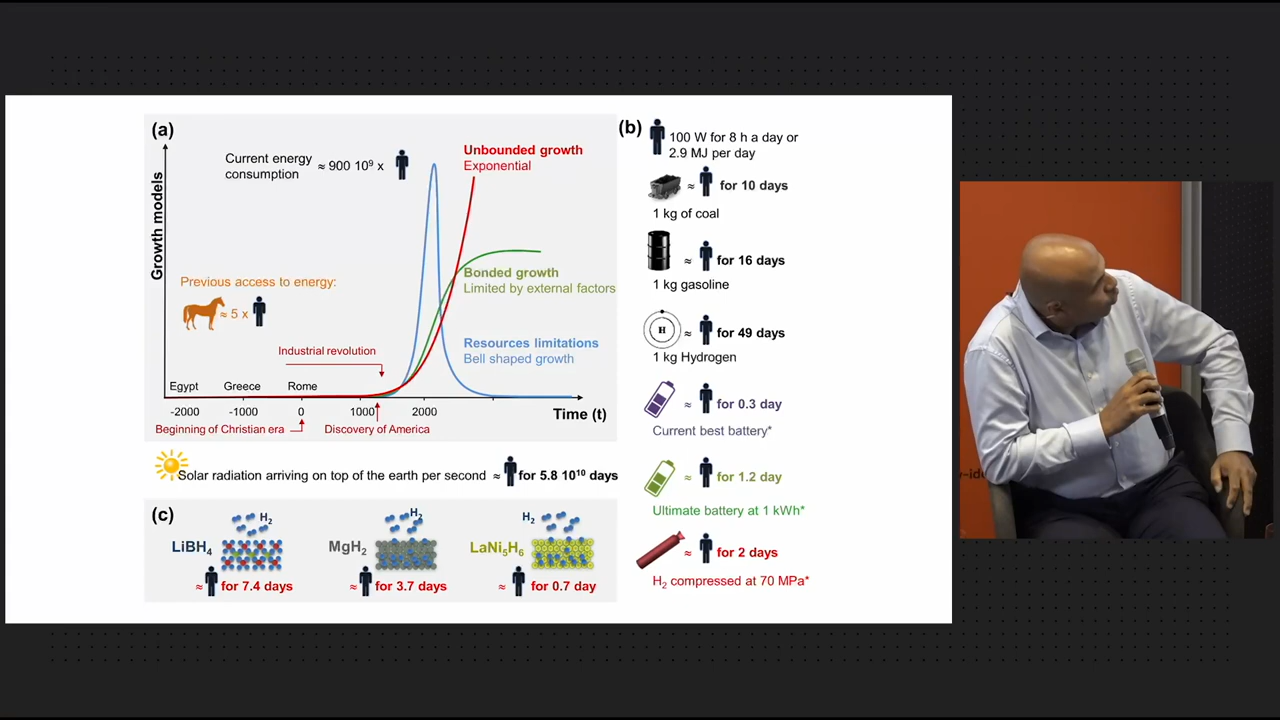 (a)
Growth models
Current energy
consumption
≈ 900 10⁹ x
Unbounded growth
Exponential
Previous access to energy:
≈ 5 x
Bonded growth
Limited by external factors
Industrial revolution
Resources limitations
Bell shaped growth
Egypt Greece Rome
-2000 -1000 0 1000 2000 Time (t)
Beginning of Christian era
Discovery of America
Solar radiation arriving on top of the earth per second ≈ for 5.8 10¹⁰ days
(b)
100 W for 8 h a day or
2.9 MJ per day
≈ for 10 days
1 kg of coal
≈ for 16 days
1 kg gasoline
H
≈ for 49 days
1 kg Hydrogen
≈ for 0.3 day
Current best battery*
≈ for 1.2 day
Ultimate battery at 1 kWh*
≈ for 2 days
H₂ compressed at 70 MPa*
(c)
H₂
LiBH₄
≈ for 7.4 days
H₂
MgH₂
≈ for 3.7 days
H₂
LaNi₅H₆
≈ for 0.7 day